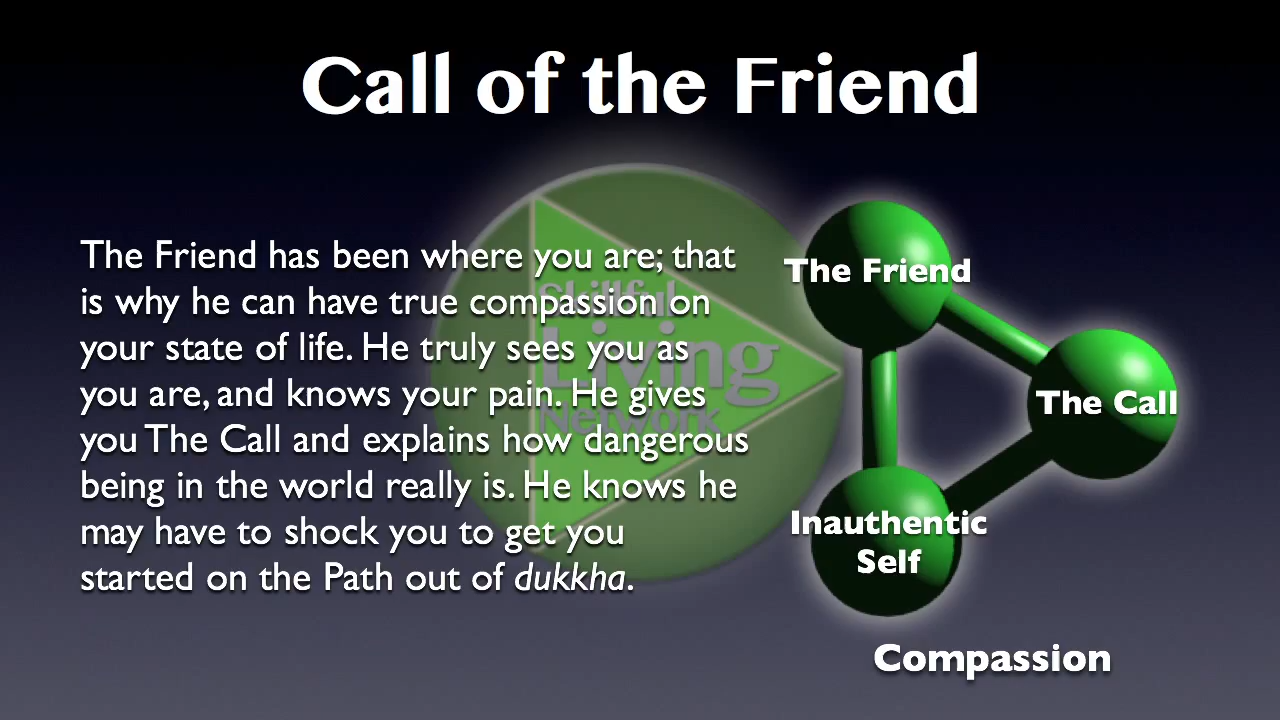 Call of the Friend
The Friend has been where you are; that
is why he can have true compassion on
your state of life. He truly sees you as
you are, and knows your pain. He gives
you The Call and explains how dangerous
being in the world really is. He knows he
may have to shock you to get you
started on the Path out of dukkha.
Skillful
Living
Network
The Friend
The Call
Inauthentic
Self
Compassion